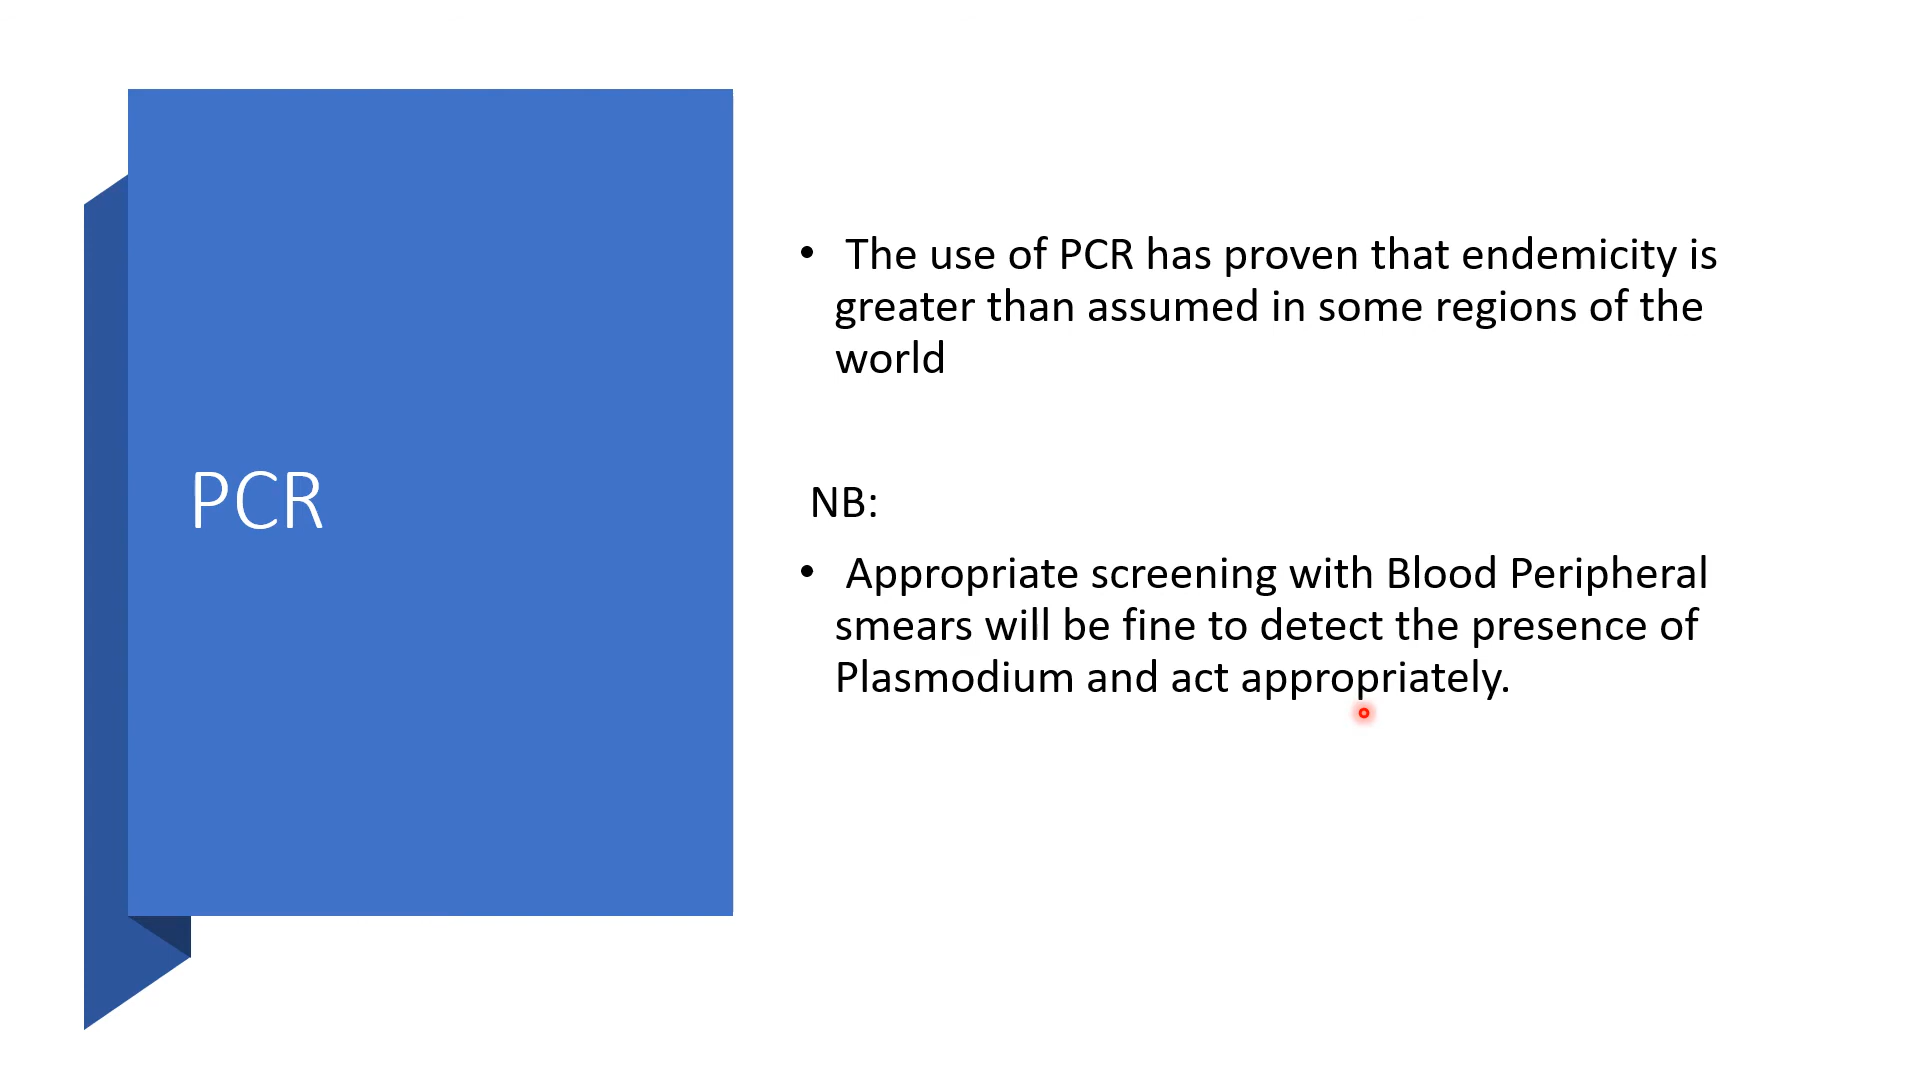 PCR
• The use of PCR has proven that endemicity is
greater than assumed in some regions of the
world
NB:
• Appropriate screening with Blood Peripheral
smears will be fine to detect the presence of
Plasmodium and act appropriately.